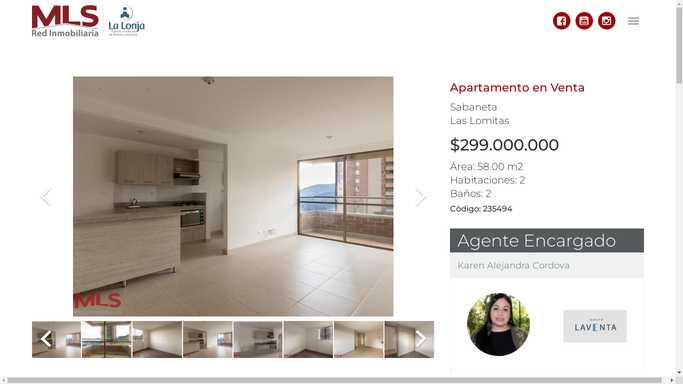 MLS
Red Inmobiliaria
La Lonja
Apartamento en Venta
Sabaneta
Las Lomitas
$299.000.000
Área: 58.00 m2
Habitaciones: 2
Baños: 2
Código: 235494
Agente Encargado
Karen Alejandra Cordova
LAVENTA
MLS